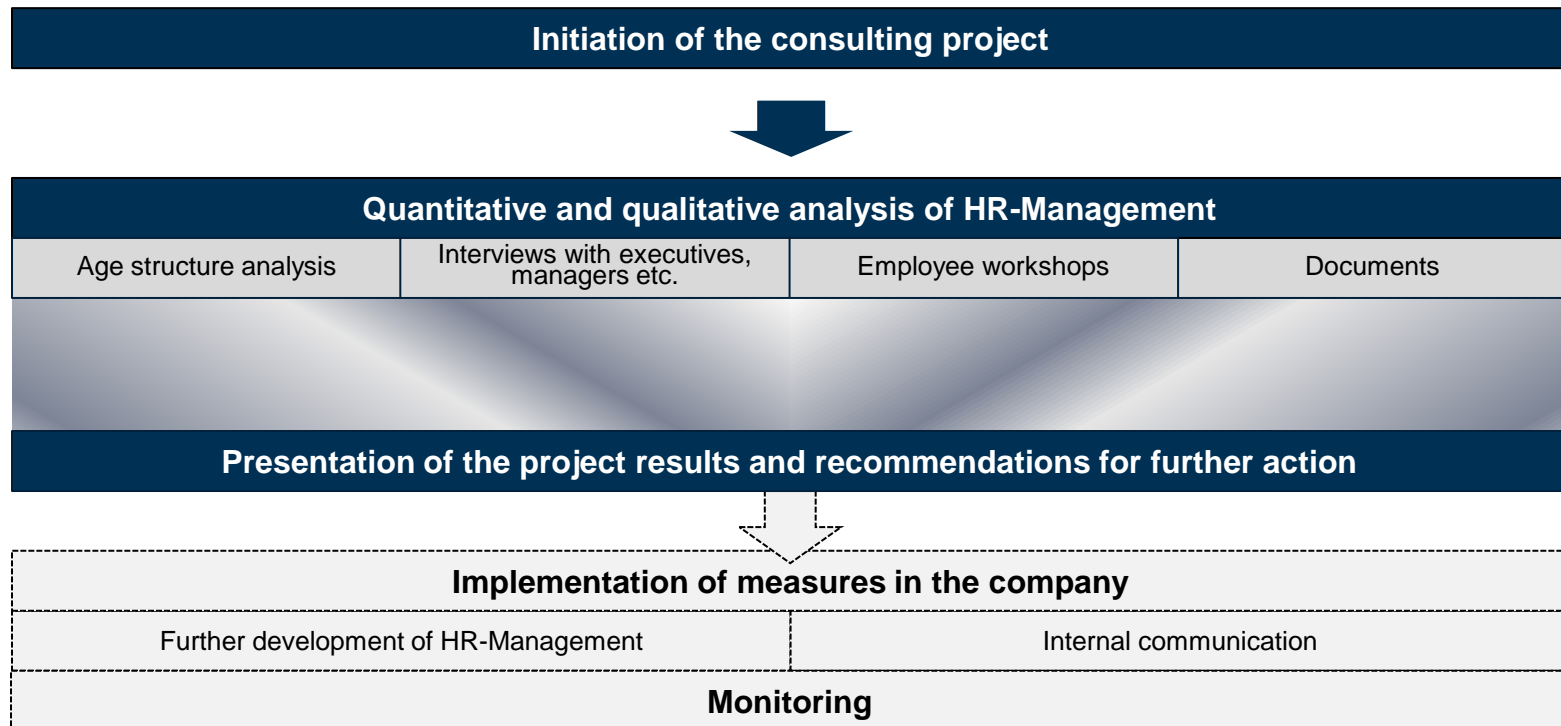 Initiation of the consulting project
Quantitative and qualitative analysis of HR-Management
Age structure analysis
Interviews with executives,
managers etc.
Employee workshops
Documents
Presentation of the project results and recommendations for further action
Implementation of measures in the company
Further development of HR-Management
Internal communication
Monitoring